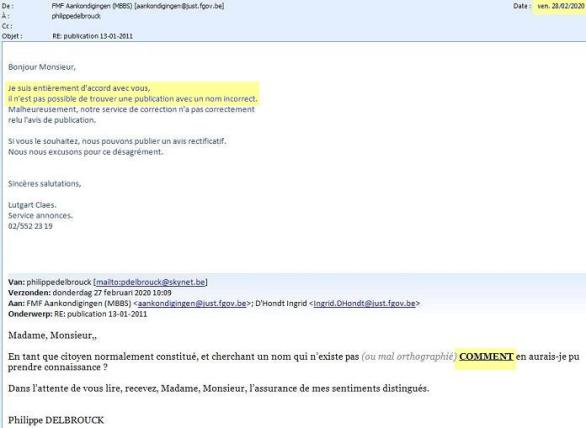 De : FMF Aankondigingen (MBBS) [aankondigingen@just.fgov.be] Date : ven. 28/02/2020
À : philippedelbrouck
Cc :
Objet : RE: publication 13-01-2011
Bonjour Monsieur,
Je suis entièrement d'accord avec vous,
il n'est pas possible de trouver une publication avec un nom incorrect.
Malheureusement, notre service de correction n'a pas correctement
relu l'avis de publication.
Si vous le souhaitez, nous pouvons publier un avis rectificatif.
Nous nous excusons pour ce désagrément.
Sincères salutations,
Lutgart Claes.
Service annonces.
02/552 23 19
Van: philippedelbrouck [mailto:pdelbrouck@skynet.be]
Verzonden: donderdag 27 februari 2020 10:09
Aan: FMF Aankondigingen (MBBS) <aankondigingen@just.fgov.be>; D'Hondt Ingrid <Ingrid.DHondt@just.fgov.be>
Onderwerp: RE: publication 13-01-2011
Madame, Monsieur,,
En tant que citoyen normalement constitué, et cherchant un nom qui n'existe pas (ou mal orthographié) COMMENT en aurais-je pu
prendre connaissance ?
Dans l'attente de vous lire, recevez, Madame, Monsieur, l'assurance de mes sentiments distingués.
Philippe DELBROUCK